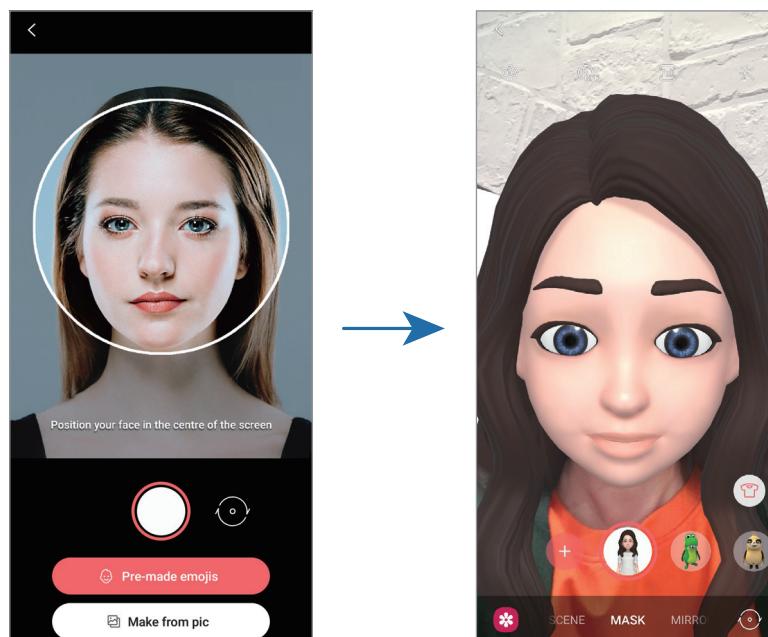 Position your face in the centre of the screen
Pre-made emojis
Make from pic
SCENE
MASK
MIRRO